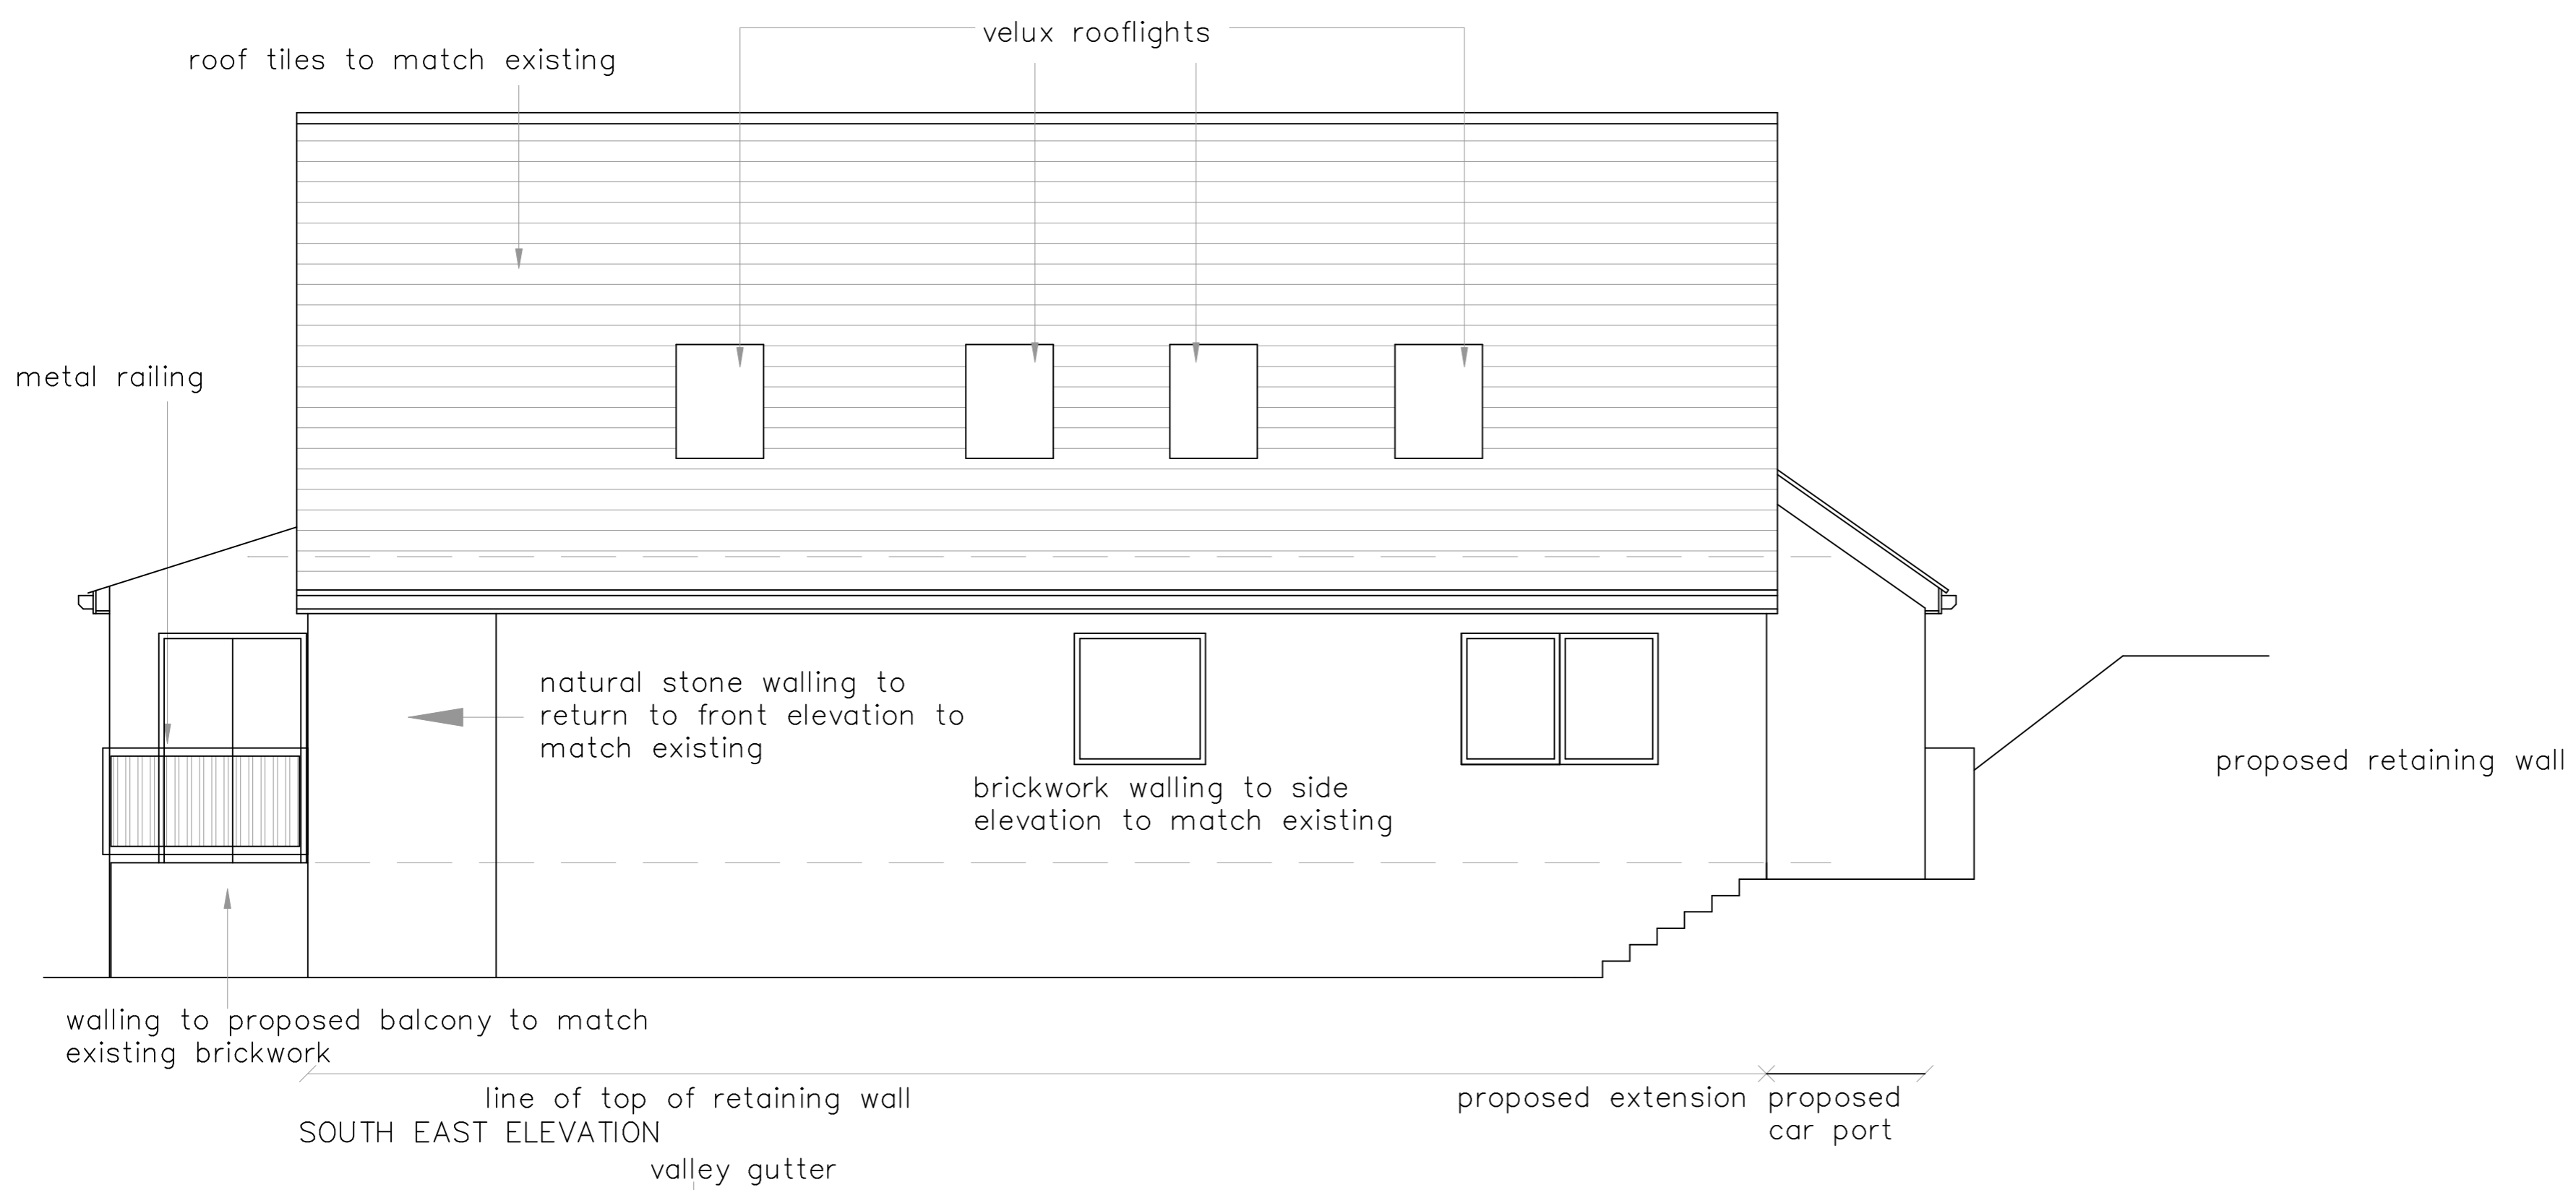 velux rooflights
roof tiles to match existing
metal railing
natural stone walling to
return to front elevation to
match existing
proposed retaining wall
brickwork walling to side
elevation to match existing
walling to proposed balcony to match
existing brickwork
line of top of retaining wall
proposed extension
proposed
car port
SOUTH EAST ELEVATION
valley gutter